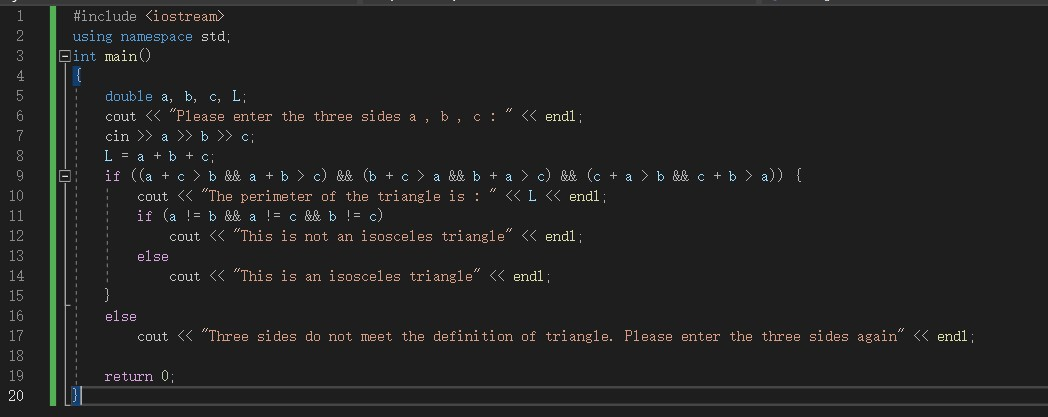 1 #include <iostream>
2 using namespace std;
3 int main()
4 {
5 double a, b, c, L;
6 cout << "Please enter the three sides a , b , c : " << endl;
7 cin >> a >> b >> c;
8 L = a + b + c;
9 if ((a + c > b && a + b > c) && (b + c > a && b + a > c) && (c + a > b && c + b > a)) {
10 cout << "The perimeter of the triangle is : " << L << endl;
11 if (a != b && a != c && b != c)
12 cout << "This is not an isosceles triangle" << endl;
13 else
14 cout << "This is an isosceles triangle" << endl;
15 }
16 else
17 cout << "Three sides do not meet the definition of triangle. Please enter the three sides again" << endl;
18
19 return 0;
20 }